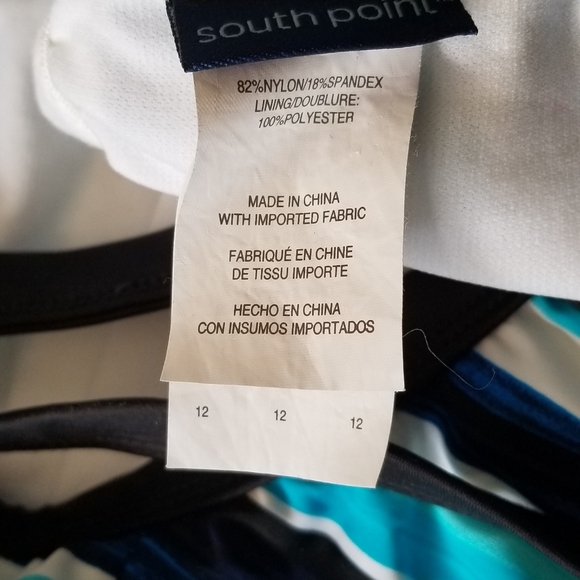 south point
82%NYLON/18%SPANDEX
LINING/DOUBLURE:
100%POLYESTER
MADE IN CHINA
WITH IMPORTED FABRIC
FABRIQUÉ EN CHINE
DE TISSU IMPORTE
HECHO EN CHINA
CON INSUMOS IMPORTADOS
12 12 12